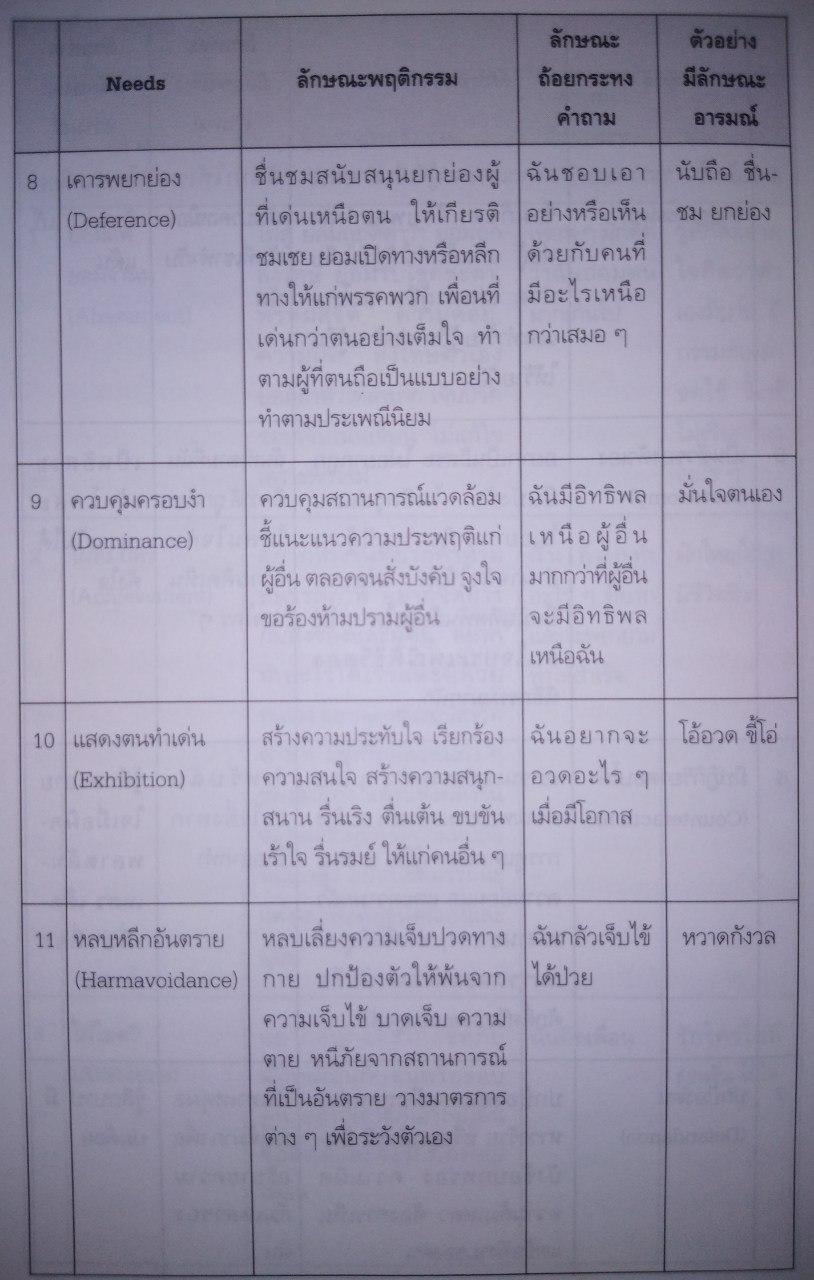 Needs
ลักษณะพฤติกรรม
ลักษณะ
ถ้อยกระทง
คำถาม
ตัวอย่าง
มีลักษณะ
อารมณ์
8
เคารพยกย่อง
(Deference)
ชื่นชมสนับสนุนยกย่องผู้
ที่เด่นเหนือตน ให้เกียรติ
ชมเชย ยอมเปิดทางหรือหลีก
ทางให้แก่พรรคพวก เพื่อนที่
เด่นกว่าตนอย่างเต็มใจ ทำ
ตามผู้ที่ตนถือเป็นแบบอย่าง
ทำตามประเพณีนิยม
ฉันชอบเอา
อย่างหรือเห็น
ด้วยกับคนที่
มีอะไรเหนือ
กว่าเสมอ ๆ
นับถือ ชื่น-
ชม ยกย่อง
9
ควบคุมครอบงำ
(Dominance)
ควบคุมสถานการณ์แวดล้อม
ชี้แนะแนวความประพฤติแก่
ผู้อื่น ตลอดจนสั่งบังคับ จูงใจ
ขอร้องห้ามปรามผู้อื่น
ฉันมีอิทธิพล
เหนือผู้อื่น
มากกว่าที่ผู้อื่น
จะมีอิทธิพล
เหนือฉัน
มั่นใจตนเอง
10
แสดงตนทำเด่น
(Exhibition)
สร้างความประทับใจ เรียกร้อง
ความสนใจ สร้างความสนุก-
สนาน รื่นเริง ตื่นเต้น ขบขัน
เร้าใจ รื่นรมย์ ให้แก่คนอื่น ๆ
ฉันอยากจะ
อวดอะไร ๆ
เมื่อมีโอกาส
โอ้อวด ขี้โอ่
11
หลบหลีกอันตราย
(Harmavoidance)
หลบเลี่ยงความเจ็บปวดทาง
กาย ปกป้องตัวให้พ้นจาก
ความเจ็บไข้ บาดเจ็บ ความ
ตาย หนีภัยจากสถานการณ์
ที่เป็นอันตราย วางมาตรการ
ต่าง ๆ เพื่อระวังตัวเอง
ฉันกลัวเจ็บไข้
ได้ป่วย
หวาดกังวล